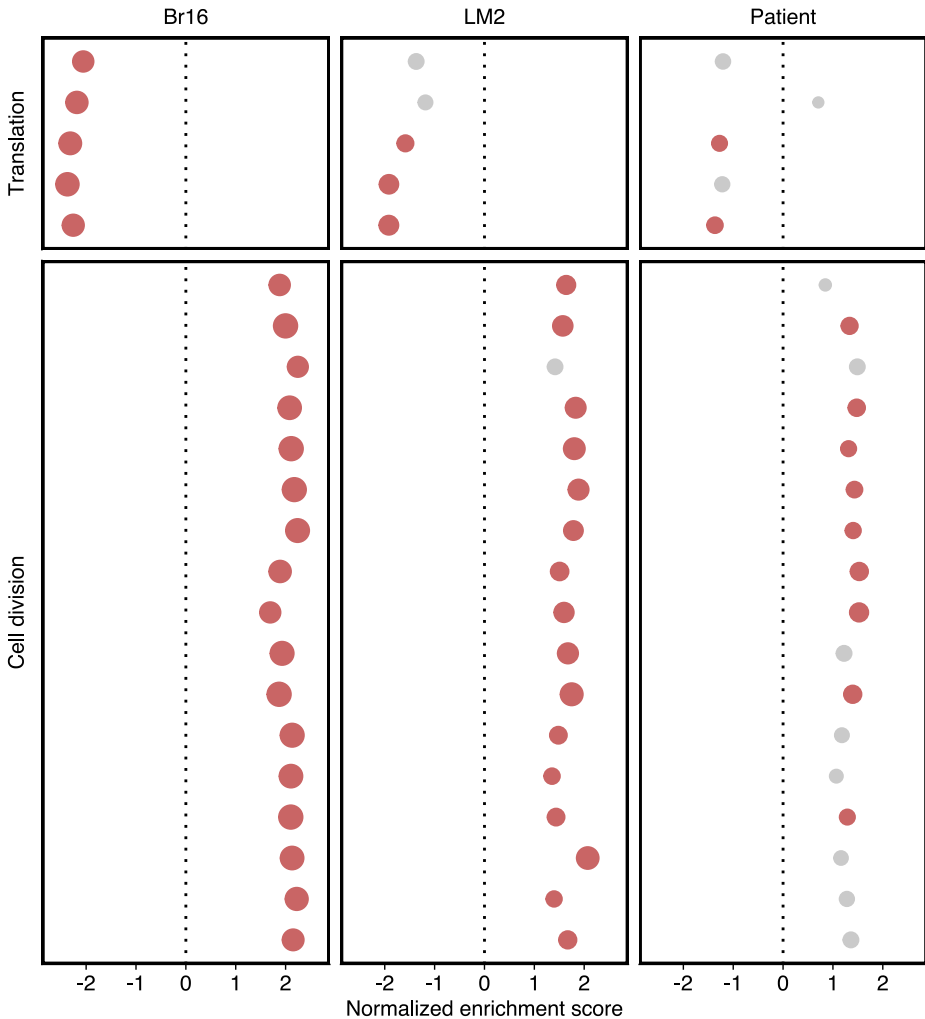 Br16
LM2
Patient
Translation
Cell division
-2 -1 0 1 2
-2 -1 0 1 2
-2 -1 0 1 2
Normalized enrichment score